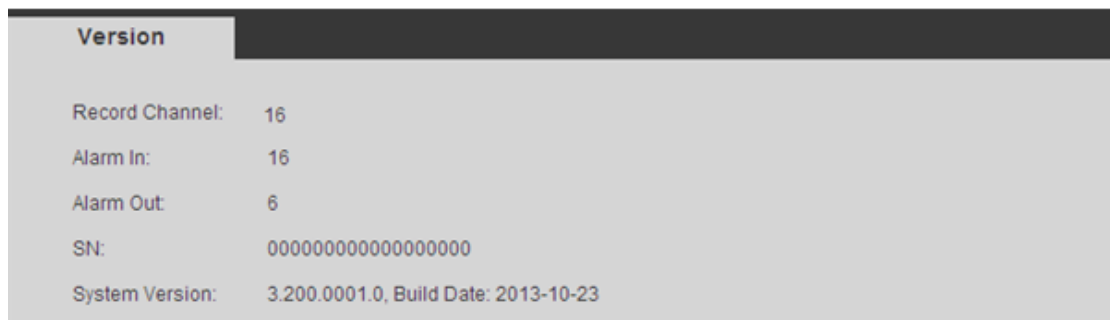 Version
Record Channel: 16
Alarm In: 16
Alarm Out: 6
SN: 000000000000000000
System Version: 3.200.0001.0, Build Date: 2013-10-23